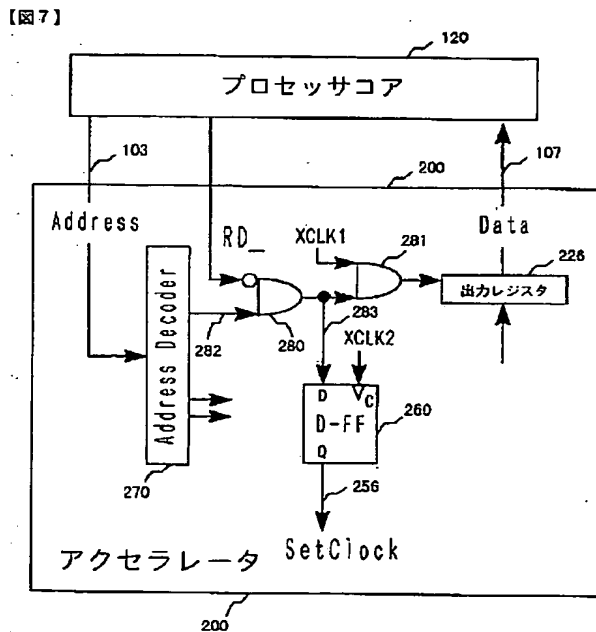 【図7】
120
プロセッサコア
103
107
200
Address
RD_
XCLK1
281
Data
226
出力レジスタ
Address Decoder
282
280
283
XCLK2
D
C
D-FF
260
Q
270
256
アクセラレータ
SetClock
200